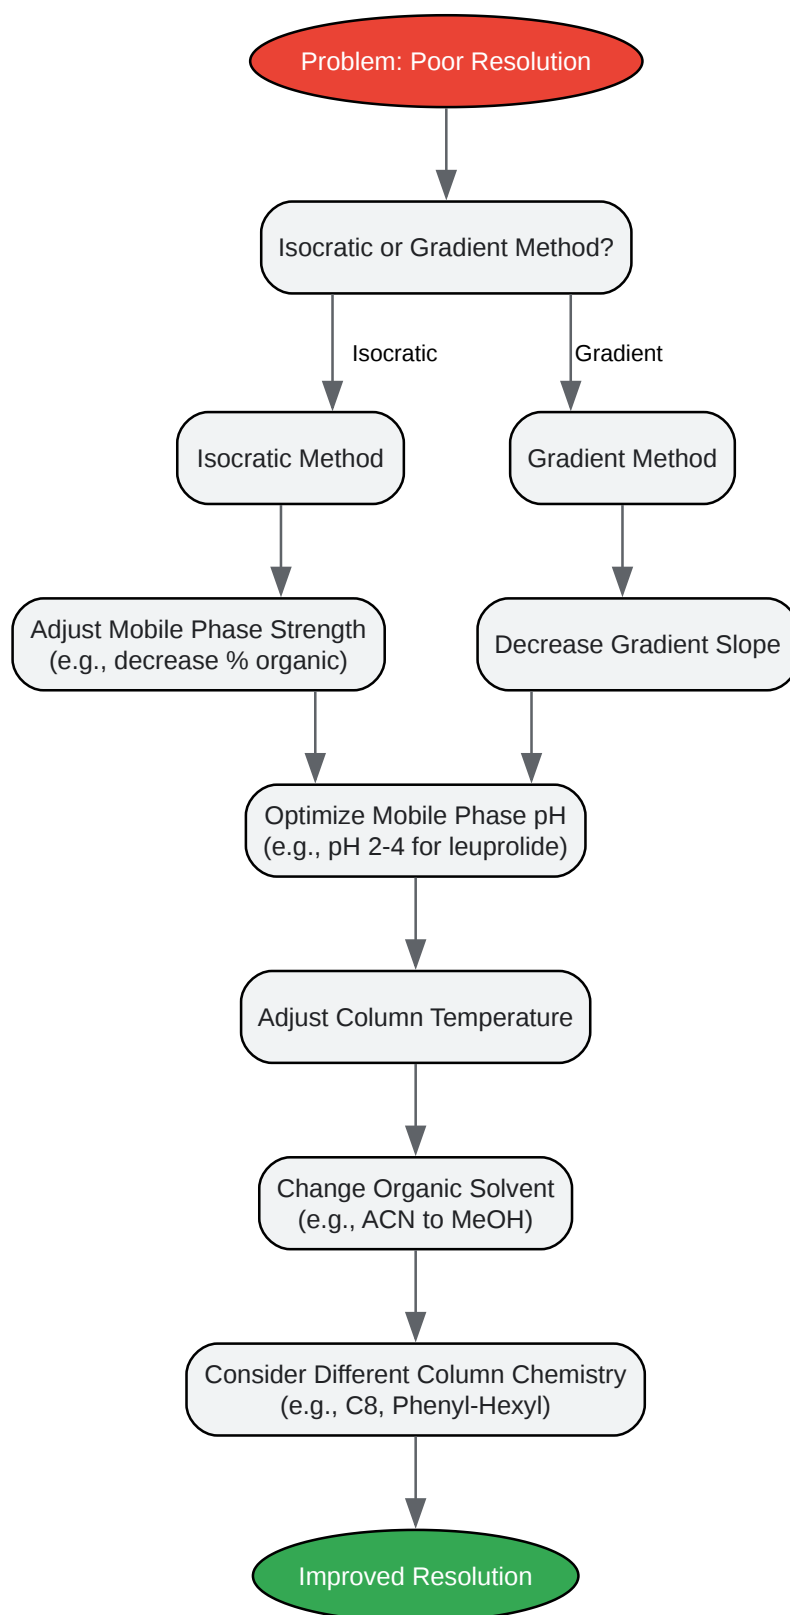 Problem: Poor Resolution
Isocratic or Gradient Method?
Isocratic
Gradient
Isocratic Method
Gradient Method
Adjust Mobile Phase Strength
(e.g., decrease % organic)
Decrease Gradient Slope
Optimize Mobile Phase pH
(e.g., pH 2-4 for leuprolide)
Adjust Column Temperature
Change Organic Solvent
(e.g., ACN to MeOH)
Consider Different Column Chemistry
(e.g., C8, Phenyl-Hexyl)
Improved Resolution